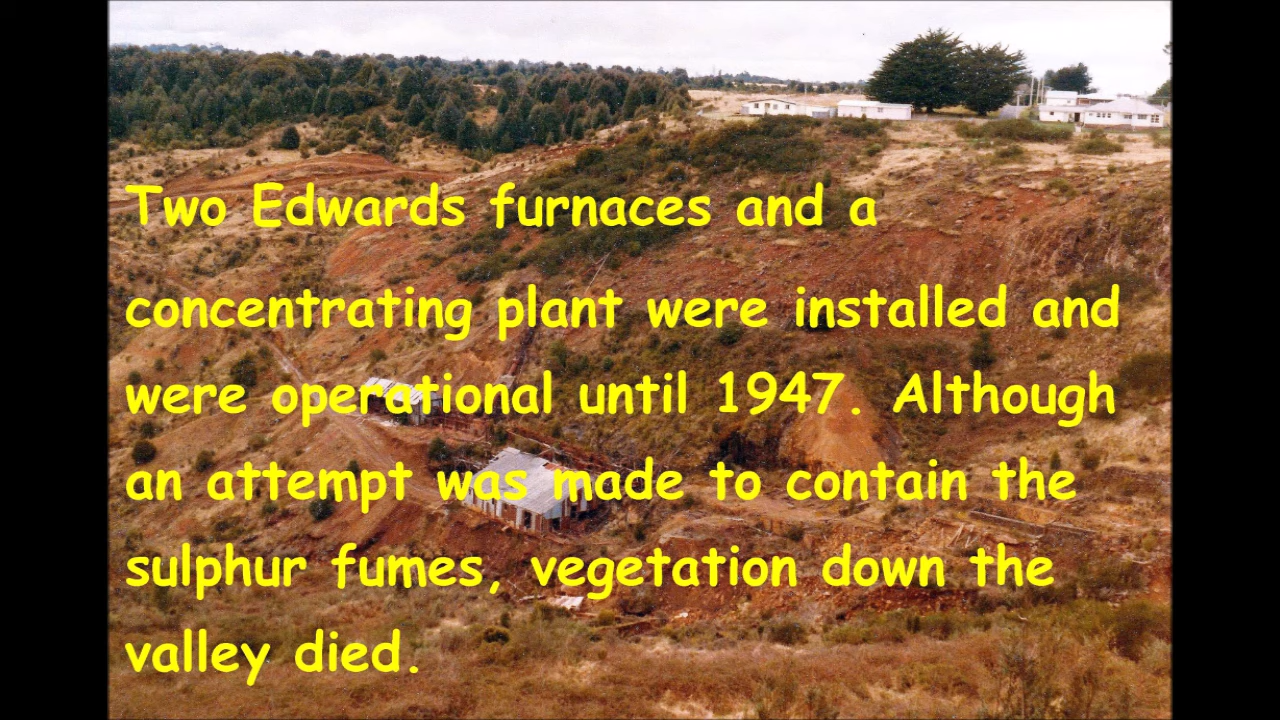 Two Edwards furnaces and a
concentrating plant were installed and
were operational until 1947. Although
an attempt was made to contain the
sulphur fumes, vegetation down the
valley died.